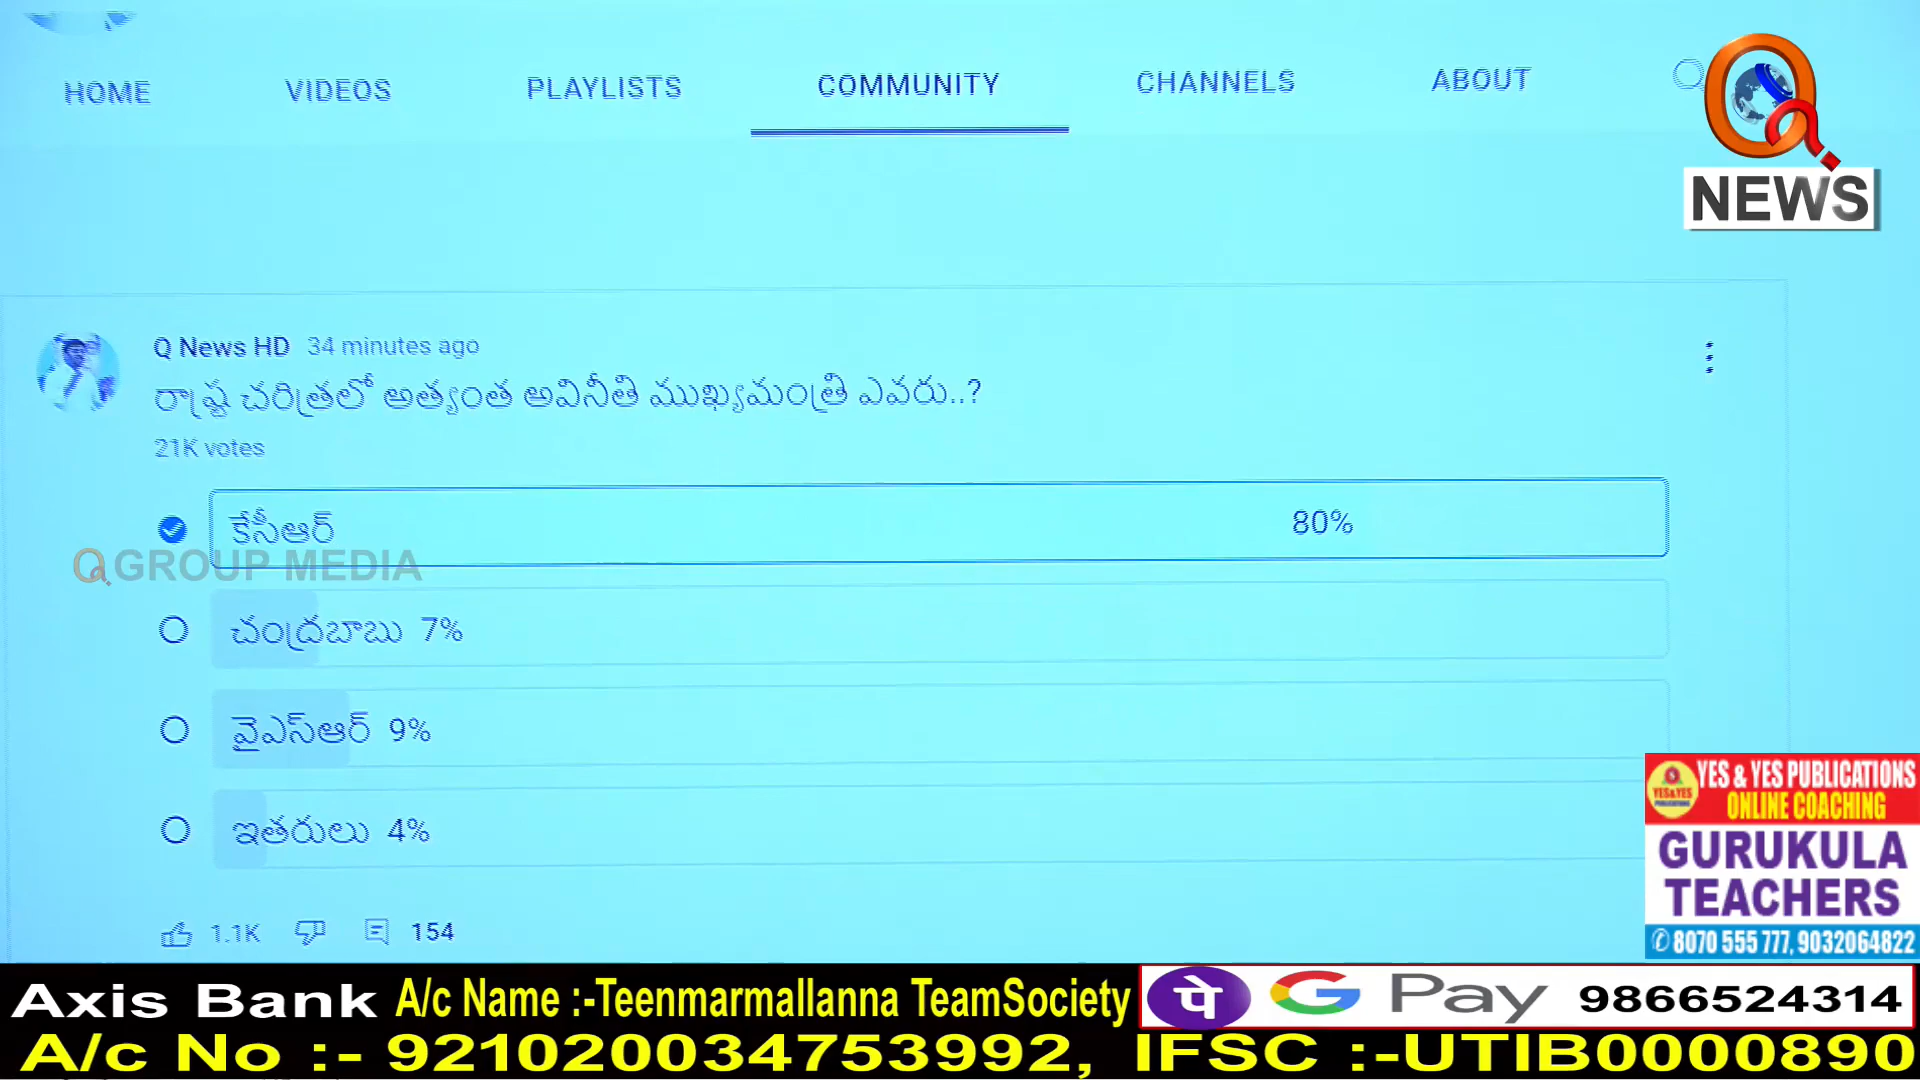 HOME VIDEOS PLAYLISTS COMMUNITY CHANNELS ABOUT
NEWS
Q News HD 34 minutes ago
రాష్ట్ర చరిత్రలో అత్యంత అవినీతి ముఖ్యమంత్రి ఎవరు..?
21K votes
కేసీఆర్ 80%
Q GROUP MEDIA
చంద్రబాబు 7%
వైఎస్ఆర్ 9%
ఇతరులు 4%
1.1K 154
YES & YES PUBLICATIONS
ONLINE COACHING
YES&YES
GURUKULA
TEACHERS
8070 555 777, 9032064822
Axis Bank A/c Name :-Teenmarmallanna TeamSociety पे G Pay 9866524314
A/c No :- 921020034753992, IFSC :-UTIB0000890